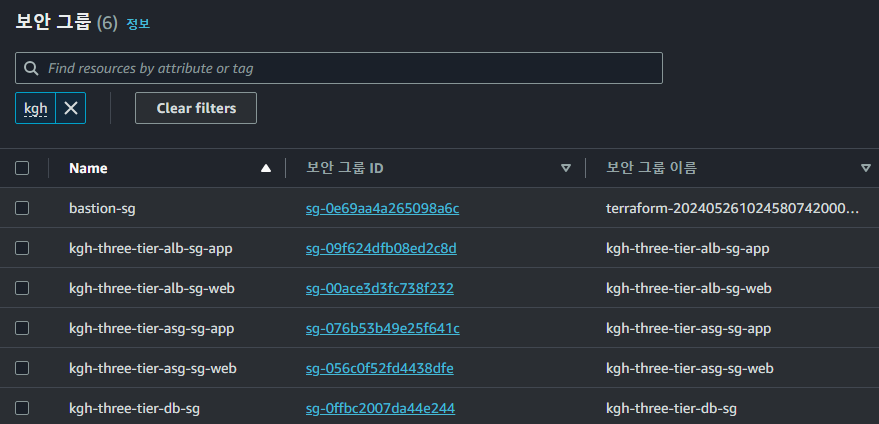 보안 그룹 (6) 정보
Find resources by attribute or tag
kgh Clear filters
Name 보안 그룹 ID 보안 그룹 이름
bastion-sg sg-0e69aa4a265098a6c terraform-202405261024580742000...
kgh-three-tier-alb-sg-app sg-09f624dfb08ed2c8d kgh-three-tier-alb-sg-app
kgh-three-tier-alb-sg-web sg-00ace3d3fc738f232 kgh-three-tier-alb-sg-web
kgh-three-tier-asg-sg-app sg-076b53b49e25f641c kgh-three-tier-asg-sg-app
kgh-three-tier-asg-sg-web sg-056c0f52fd4438dfe kgh-three-tier-asg-sg-web
kgh-three-tier-db-sg sg-0ffbc2007da44e244 kgh-three-tier-db-sg